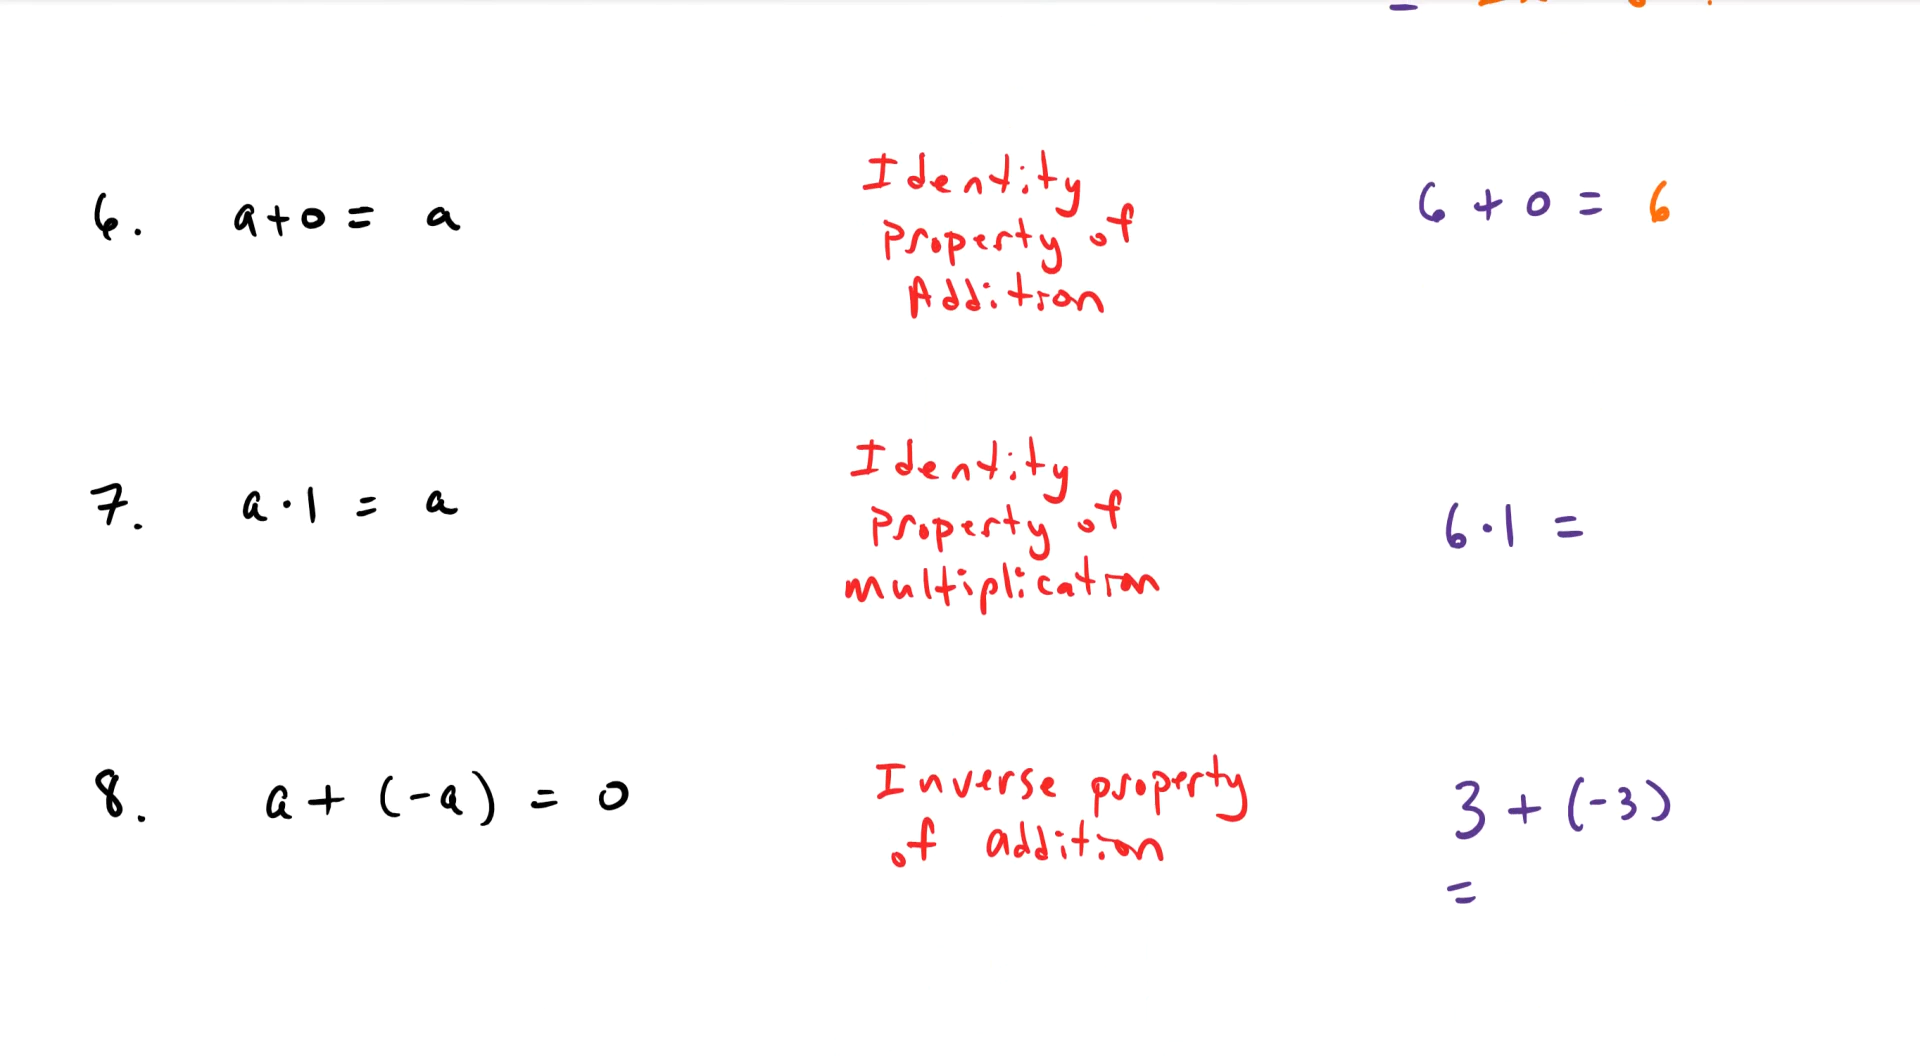 6. a+0 = a
Identity
Property of
Addition
6 + 0 = 6
7. a·1 = a
Identity
Property of
multiplication
6·1 =
8. a + (-a) = 0
Inverse property
of addition
3 + (-3)
=